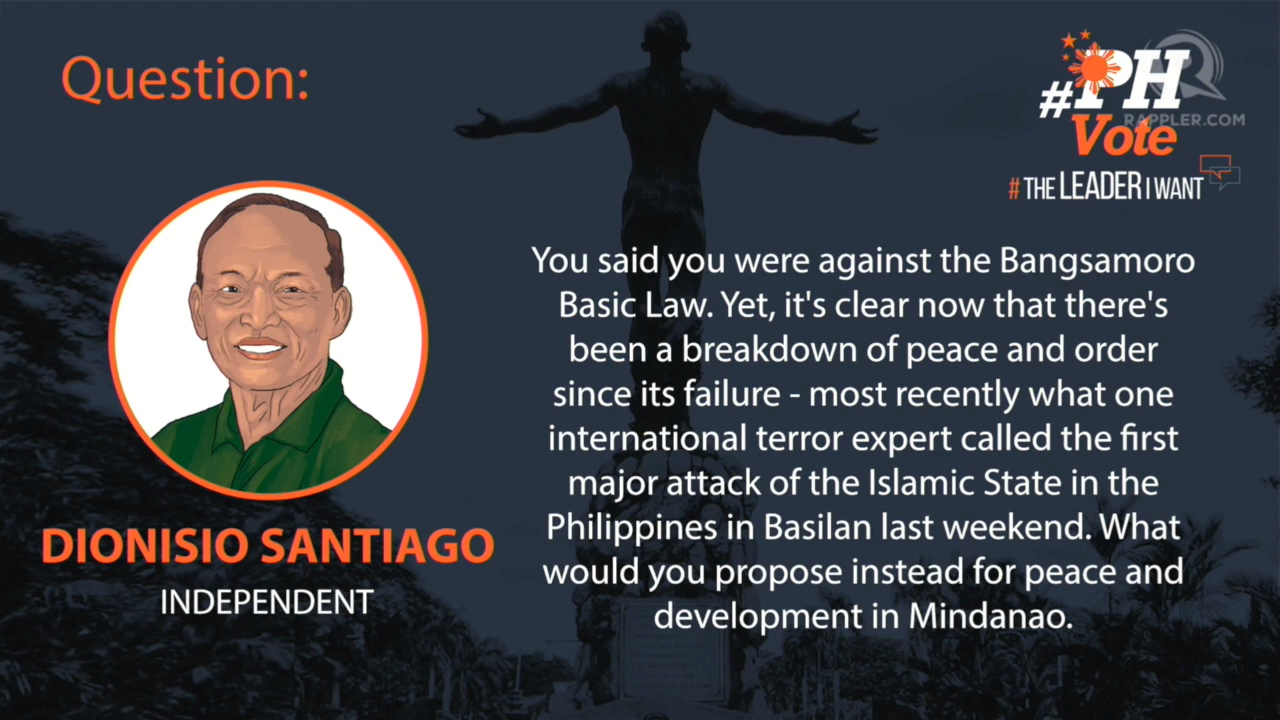 Question:
#PH
Vote
RAPPLER.COM
# THE LEADER I WANT
You said you were against the Bangsamoro
Basic Law. Yet, it's clear now that there's
been a breakdown of peace and order
since its failure - most recently what one
international terror expert called the first
major attack of the Islamic State in the
Philippines in Basilan last weekend. What
would you propose instead for peace and
development in Mindanao.
DIONISIO SANTIAGO
INDEPENDENT